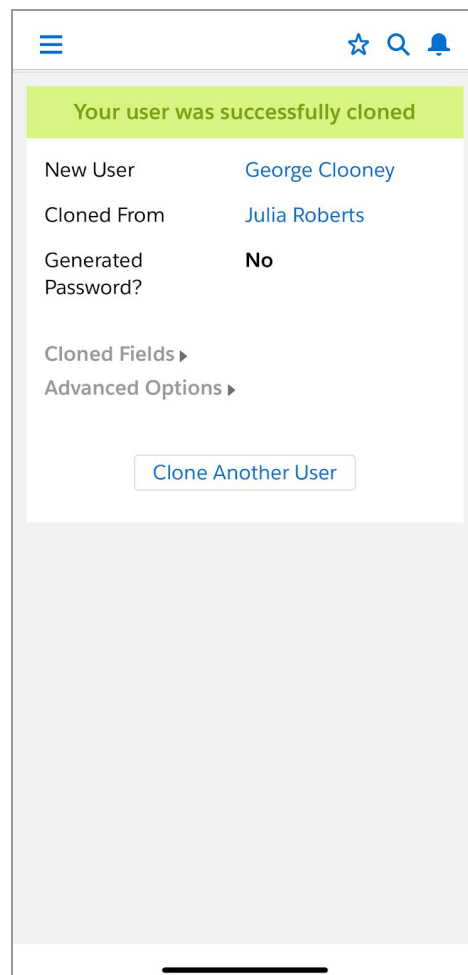 Your user was successfully cloned
New User George Clooney
Cloned From Julia Roberts
Generated No
Password?
Cloned Fields
Advanced Options
Clone Another User